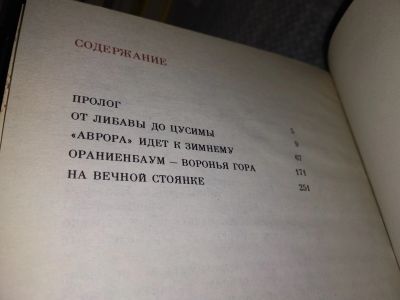 СОДЕРЖАНИЕ
ПРОЛОГ 5
ОТ ЛИБАВЫ ДО ЦУСИМЫ 9
«АВРОРА» ИДЕТ К ЗИМНЕМУ 67
ОРАНИЕНБАУМ — ВОРОНЬЯ ГОРА 171
НА ВЕЧНОЙ СТОЯНКЕ 251